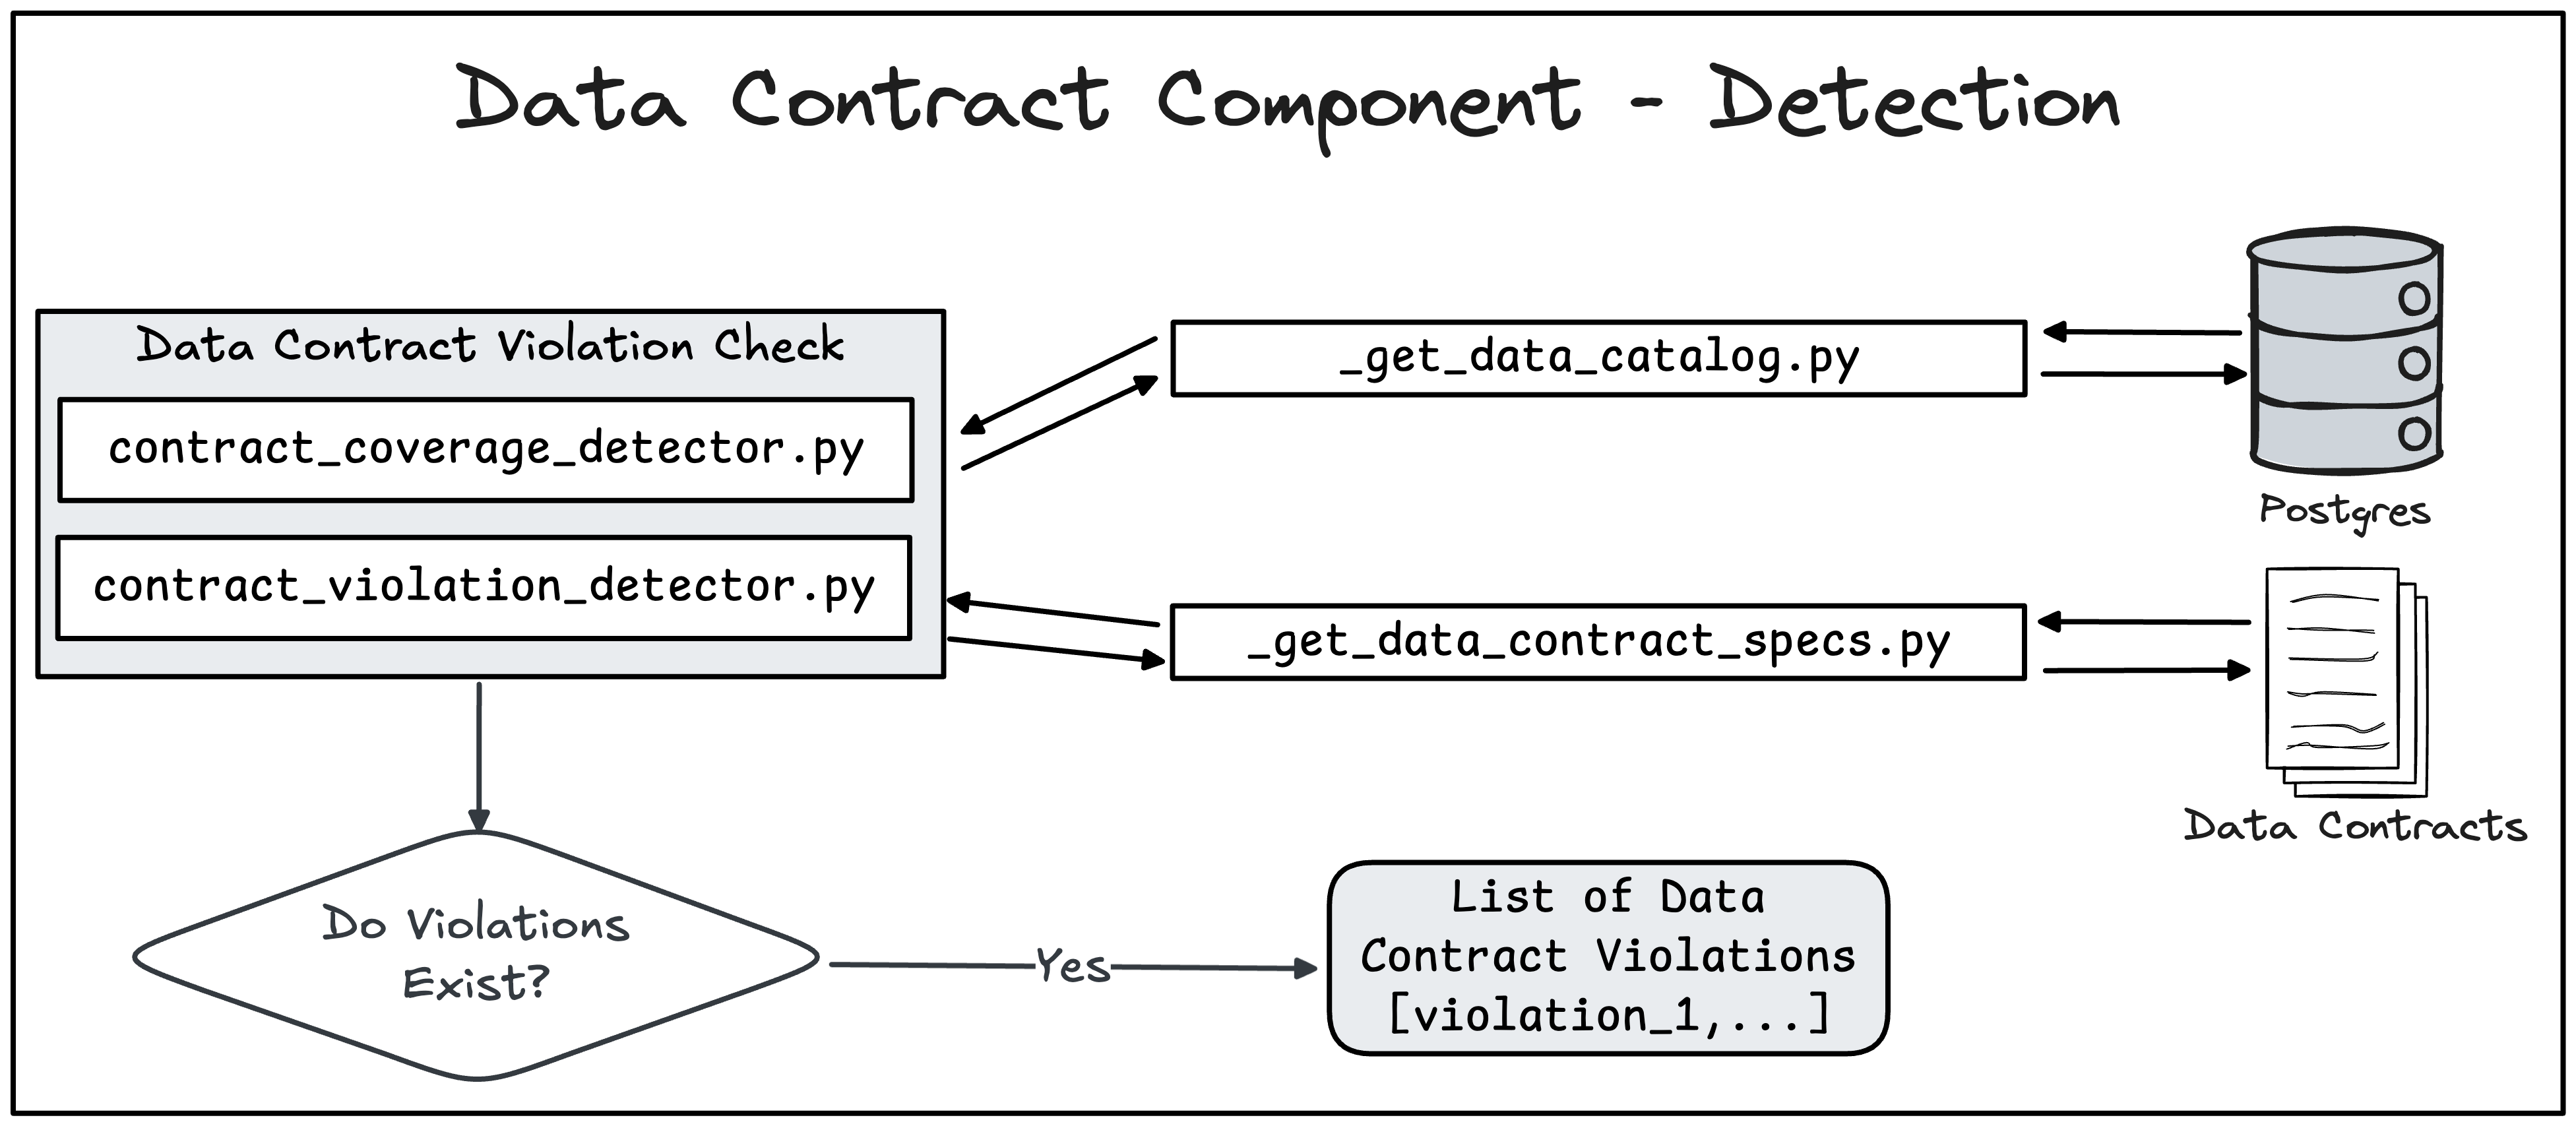 Data Contract Component - Detection
Data Contract Violation Check
contract_coverage_detector.py
contract_violation_detector.py
_get_data_catalog.py
_get_data_contract_specs.py
Postgres
Data Contracts
Do Violations
Exist?
Yes
List of Data
Contract Violations
[violation_1,...]